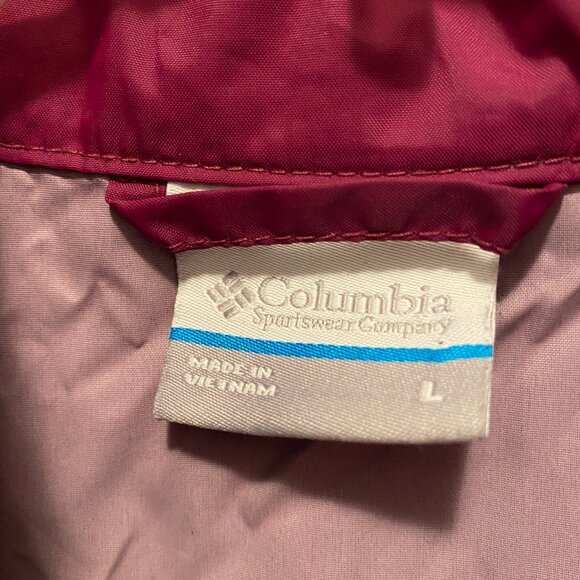 Columbia
Sportswear Company
MADE IN
VIETNAM
L